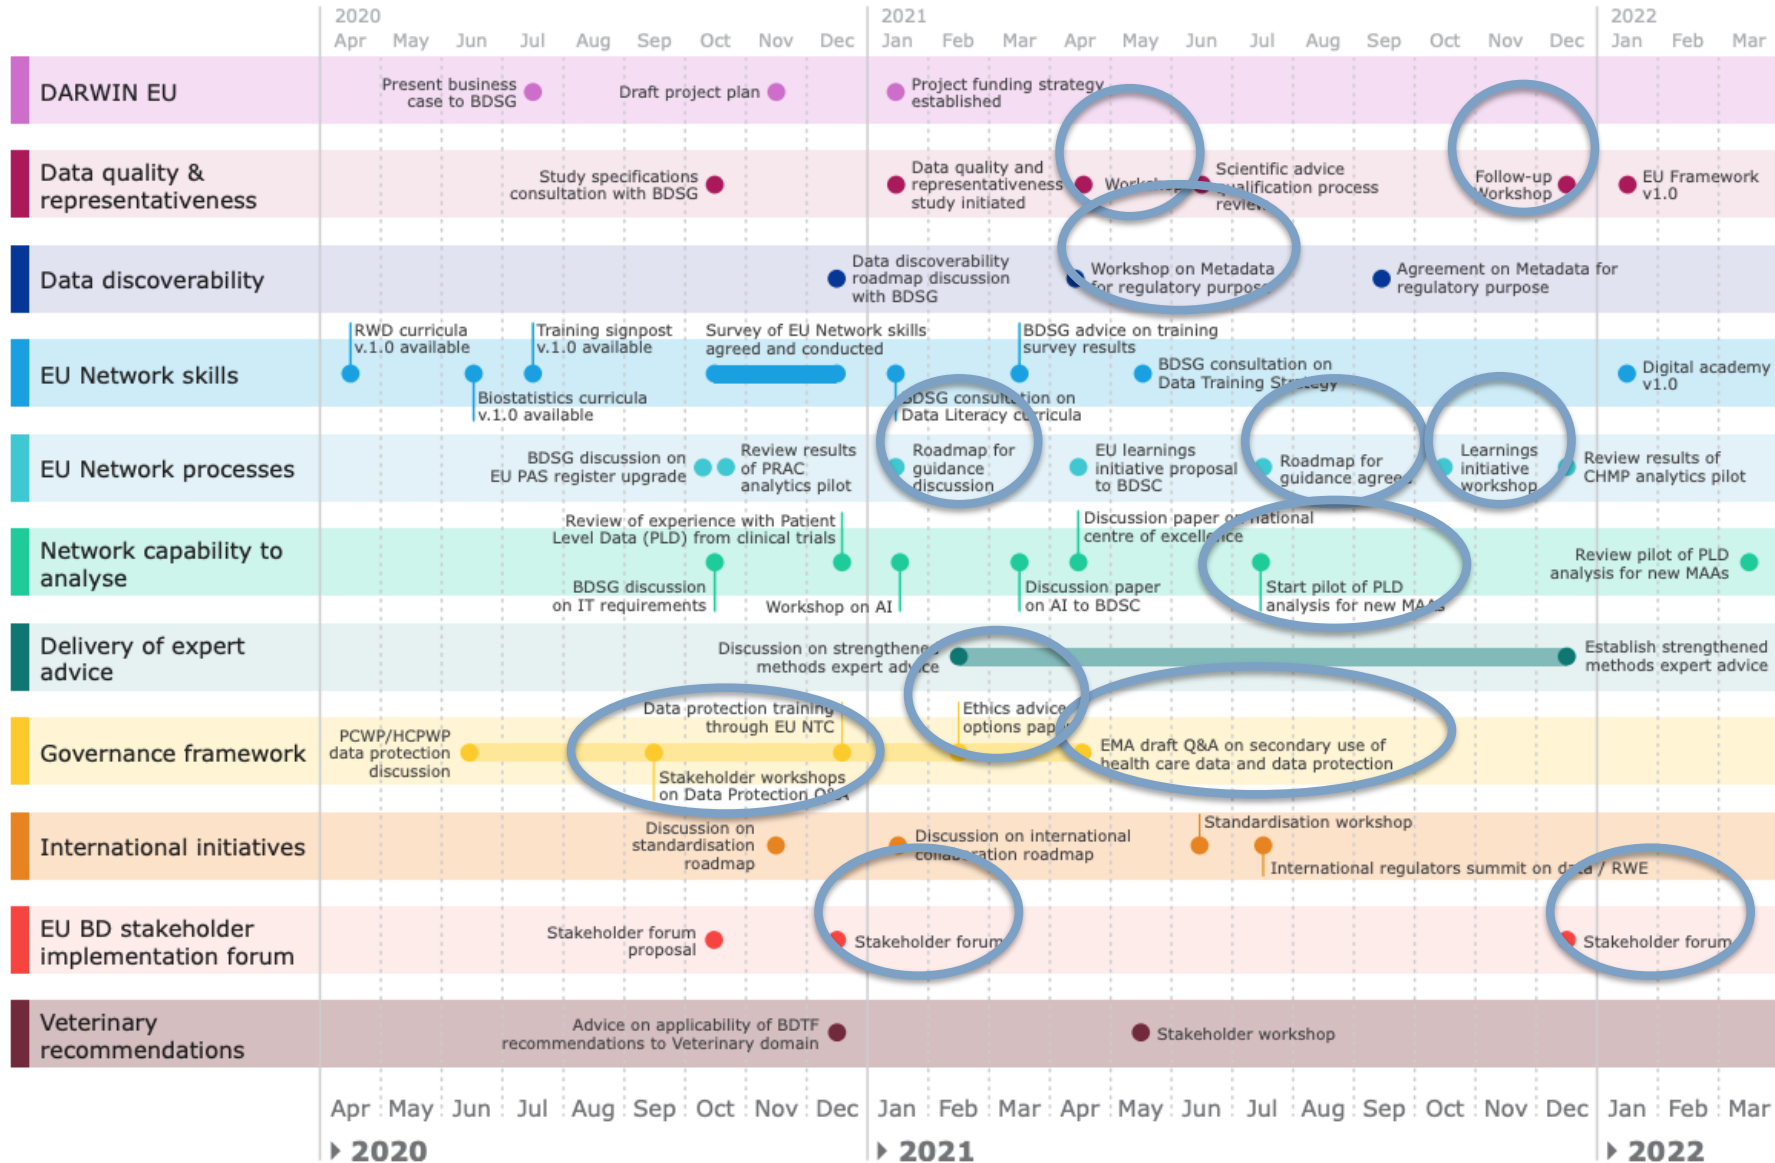 2020
2021
2022
Apr May Jun Jul Aug Sep Oct Nov Dec Jan Feb Mar Apr May Jun Jul Aug Sep Oct Nov Dec Jan Feb Mar
DARWIN EU
Present business
case to BDSG
Draft project plan
Project funding strategy
established
Data quality &
representativeness
Study specifications
consultation with BDSG
Data quality and
representativeness
study initiated
Workshop
Scientific advice
qualification process
review
Follow-up
Workshop
EU Framework
v1.0
Data discoverability
Data discoverability
roadmap discussion
with BDSG
Workshop on Metadata
for regulatory purpose
Agreement on Metadata for
regulatory purpose
EU Network skills
RWD curricula
v.1.0 available
Biostatistics curricula
v.1.0 available
Training signpost
v.1.0 available
Survey of EU Network skills
agreed and conducted
BDSG consultation on
Data Literacy curricula
BDSG advice on training
survey results
BDSG consultation on
Data Training Strategy
Digital academy
v1.0
EU Network processes
BDSG discussion on
EU PAS register upgrade
Review results
of PRAC
analytics pilot
Roadmap for
guidance
discussion
EU learnings
initiative proposal
to BDSC
Roadmap for
guidance agreed
Learnings
initiative
workshop
Review results of
CHMP analytics pilot
Network capability to
analyse
BDSG discussion
on IT requirements
Review of experience with Patient
Level Data (PLD) from clinical trials
Workshop on AI
Discussion paper
on AI to BDSC
Discussion paper on national
centre of excellence
Start pilot of PLD
analysis for new MAAs
Review pilot of PLD
analysis for new MAAs
Delivery of expert
advice
Discussion on strengthened
methods expert advice
Establish strengthened
methods expert advice
Governance framework
PCWP/HCPWP
data protection
discussion
Data protection training
through EU NTC
Stakeholder workshops
on Data Protection Q&A
Ethics advice
options paper
EMA draft Q&A on secondary use of
health care data and data protection
International initiatives
Discussion on
standardisation
roadmap
Discussion on international
collaboration roadmap
Standardisation workshop
International regulators summit on data / RWE
EU BD stakeholder
implementation forum
Stakeholder forum
proposal
Stakeholder forum
Stakeholder forum
Veterinary
recommendations
Advice on applicability of BDTF
recommendations to Veterinary domain
Stakeholder workshop
Apr May Jun Jul Aug Sep Oct Nov Dec Jan Feb Mar Apr May Jun Jul Aug Sep Oct Nov Dec Jan Feb Mar
2020
2021
2022